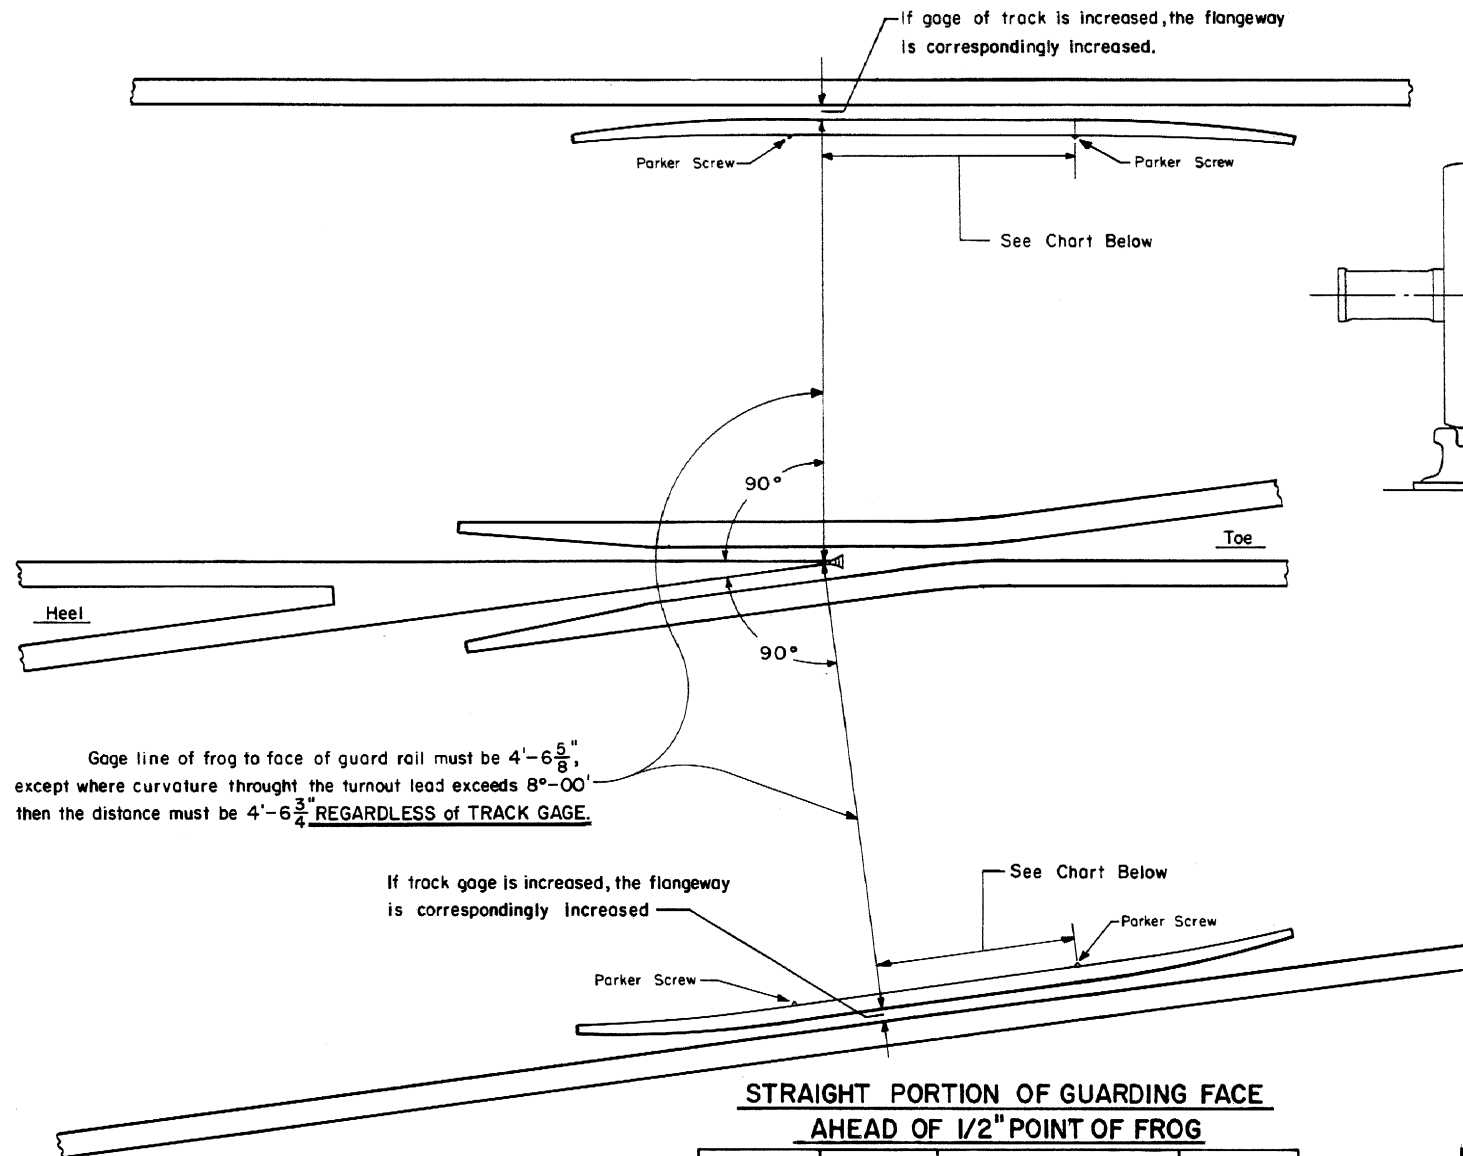 If gage of track is increased, the flangeway
is correspondingly increased.
Parker Screw
Parker Screw
See Chart Below
90°
Toe
Heel
90°
Gage line of frog to face of guard rail must be 4'-6 5/8",
except where curvature throught the turnout lead exceeds 8°-00'
then the distance must be 4'-6 3/4" REGARDLESS of TRACK GAGE.
If track gage is increased, the flangeway
is correspondingly increased
See Chart Below
Parker Screw
Parker Screw
STRAIGHT PORTION OF GUARDING FACE
AHEAD OF 1/2" POINT OF FROG